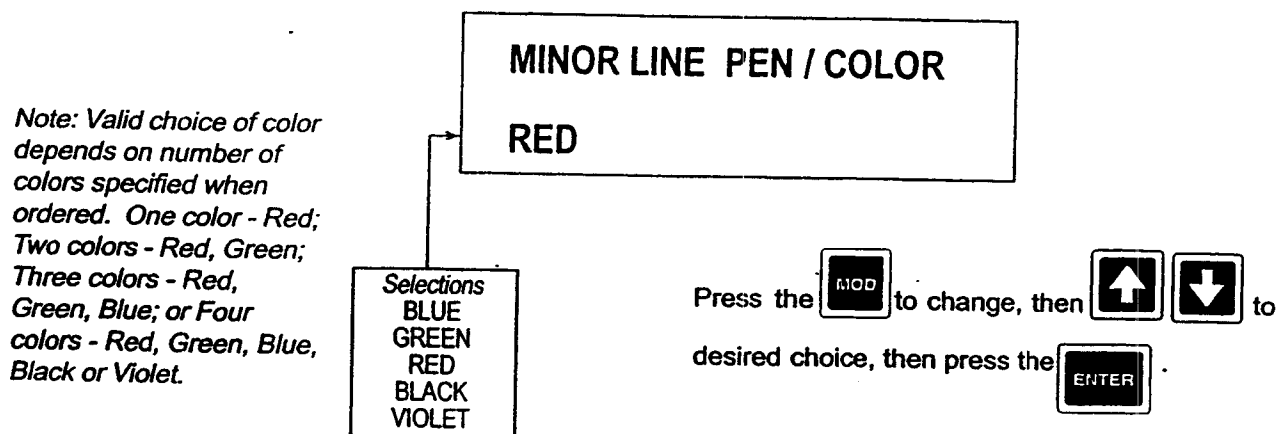 MINOR LINE PEN / COLOR
RED
Note: Valid choice of color
depends on number of
colors specified when
ordered. One color - Red;
Two colors - Red, Green;
Three colors - Red,
Green, Blue; or Four
colors - Red, Green, Blue,
Black or Violet.
Selections
BLUE
GREEN
RED
BLACK
VIOLET
Press the MOD to change, then to
desired choice, then press the ENTER .